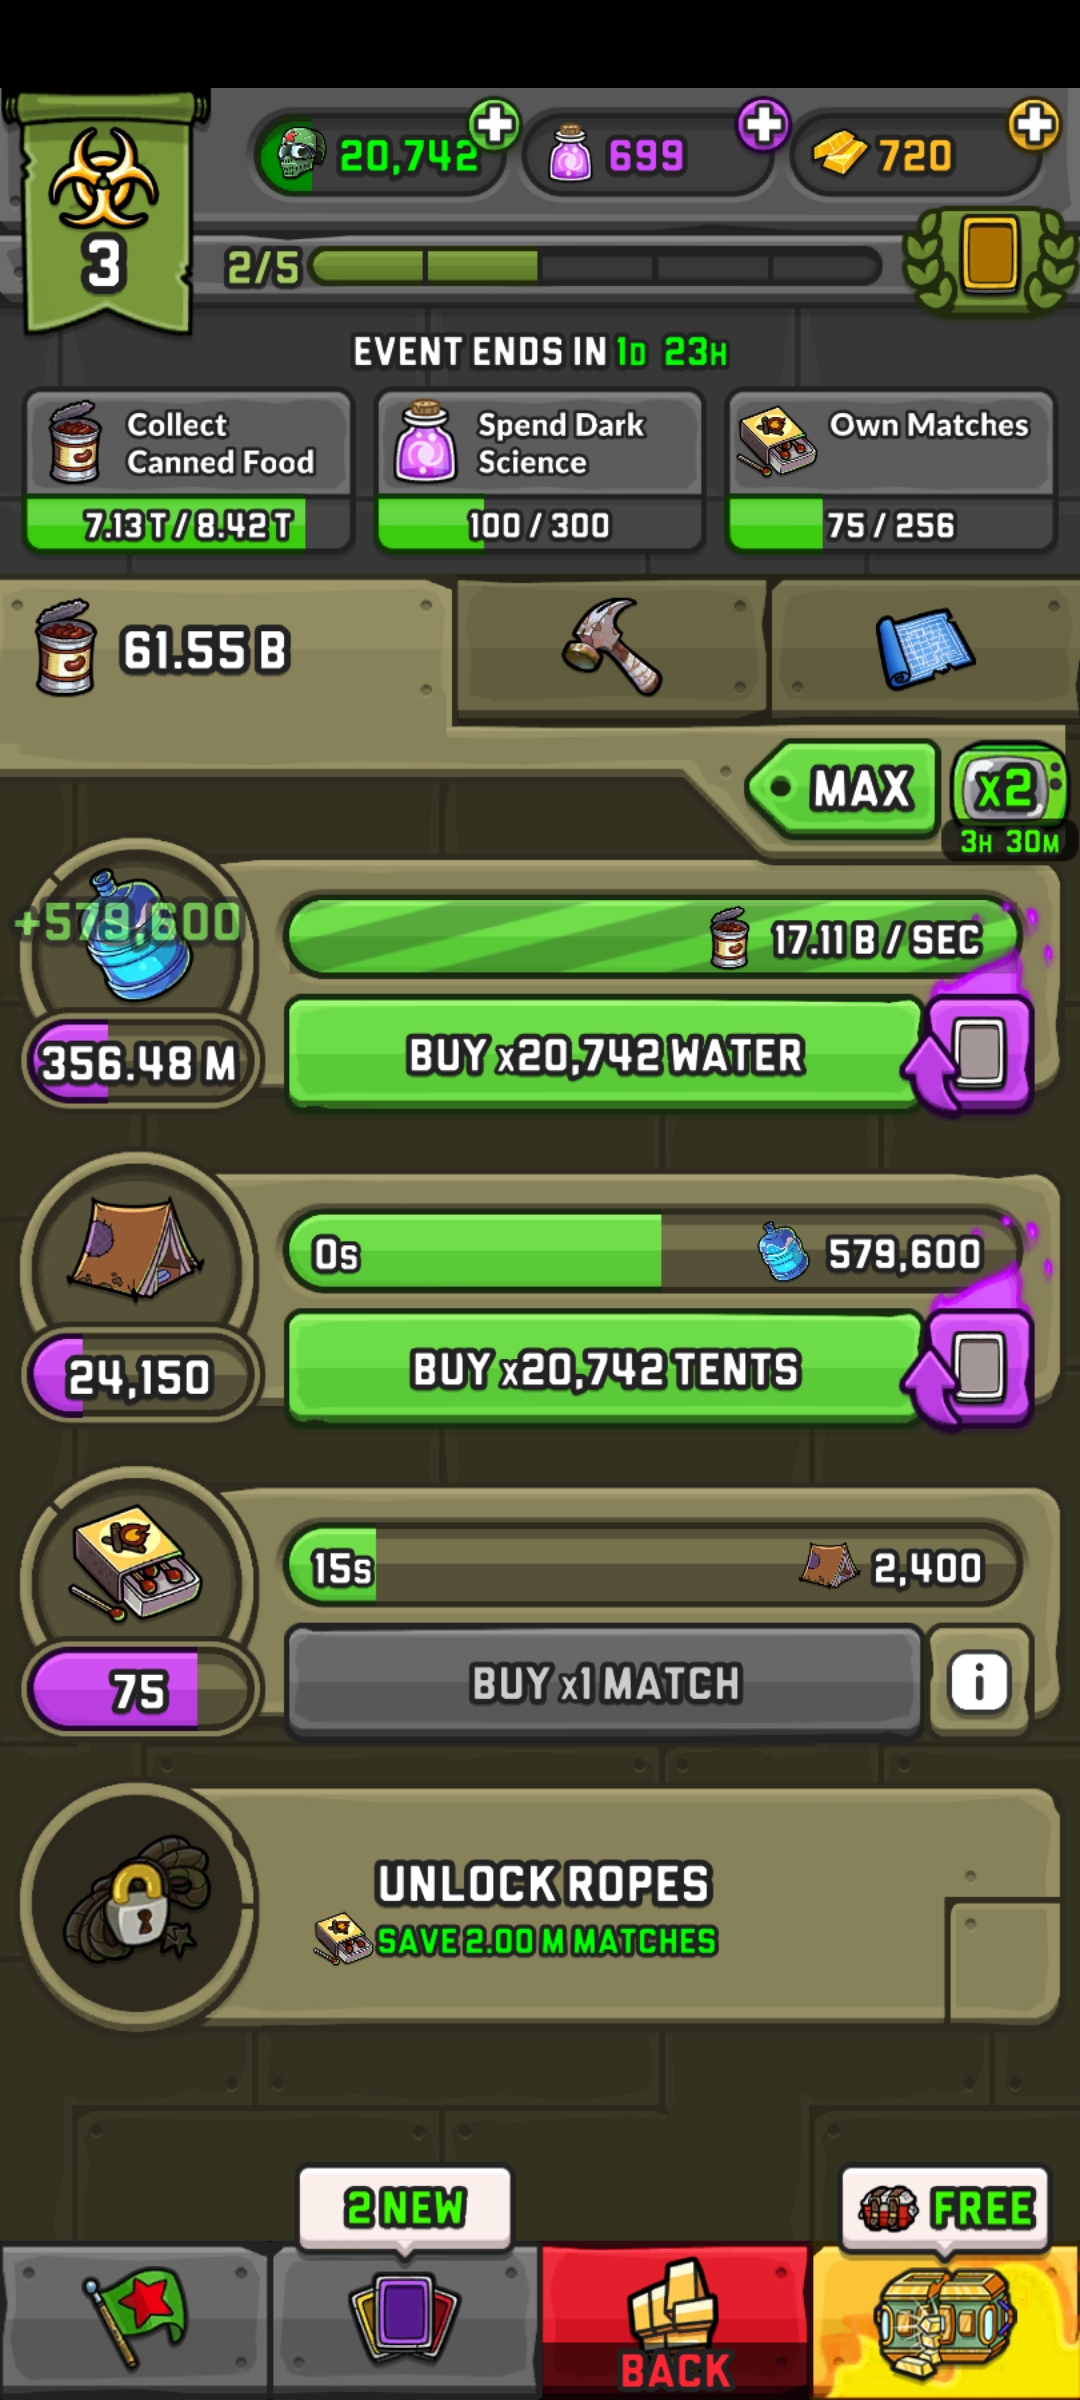 20,742
699
720
3
2/5
EVENT ENDS IN 1D 23H
Collect
Canned Food
7.13 T / 8.42 T
Spend Dark
Science
100 / 300
Own Matches
75 / 256
61.55 B
MAX
x2
3H 30M
+579,600
17.11 B / SEC
356.48 M
BUY x20,742 WATER
0s
579,600
24,150
BUY x20,742 TENTS
15s
2,400
75
BUY x1 MATCH
i
UNLOCK ROPES
SAVE 2.00 M MATCHES
2 NEW
FREE
BACK